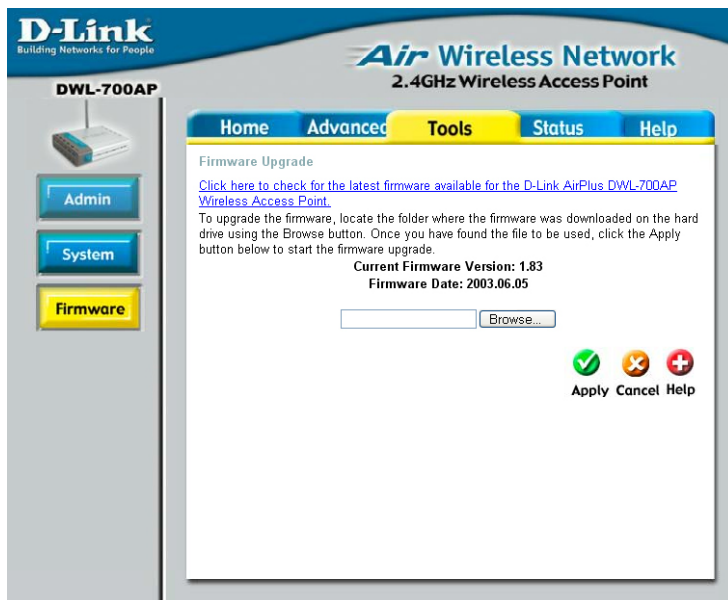 D-Link
Building Networks for People
Air Wireless Network
2.4GHz Wireless Access Point
DWL-700AP
Home
Advanced
Tools
Status
Help
Admin
System
Firmware
Firmware Upgrade
Click here to check for the latest firmware available for the D-Link AirPlus DWL-700AP
Wireless Access Point.
To upgrade the firmware, locate the folder where the firmware was downloaded on the hard
drive using the Browse button. Once you have found the file to be used, click the Apply
button below to start the firmware upgrade.
Current Firmware Version: 1.83
Firmware Date: 2003.06.05
Browse...
Apply
Cancel
Help